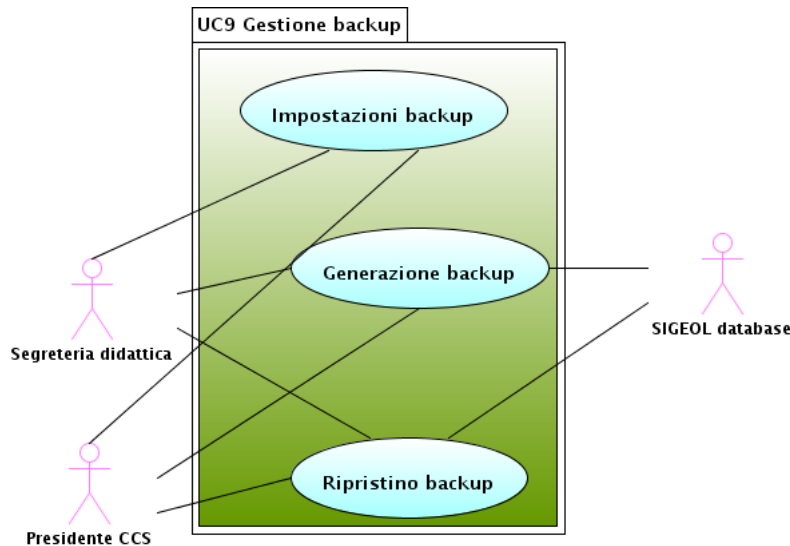 UC9 Gestione backup
Impostazioni backup
Generazione backup
SIGEOL database
Segreteria didattica
Ripristino backup
Presidente CCS